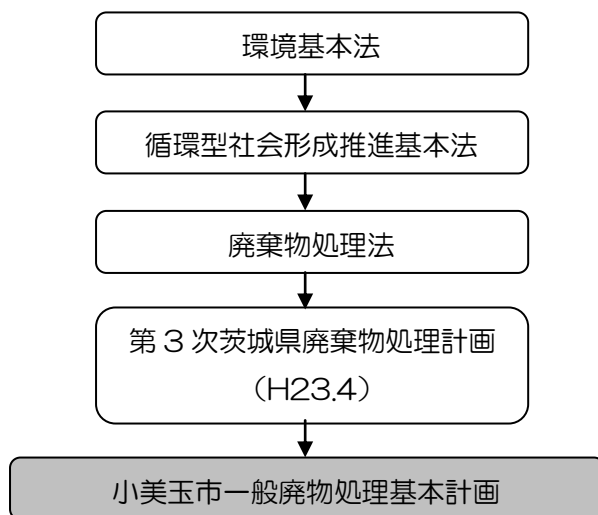 環境基本法
循環型社会形成推進基本法
廃棄物処理法
第3次茨城県廃棄物処理計画
（H23.4）
小美玉市一般廃物処理基本計画